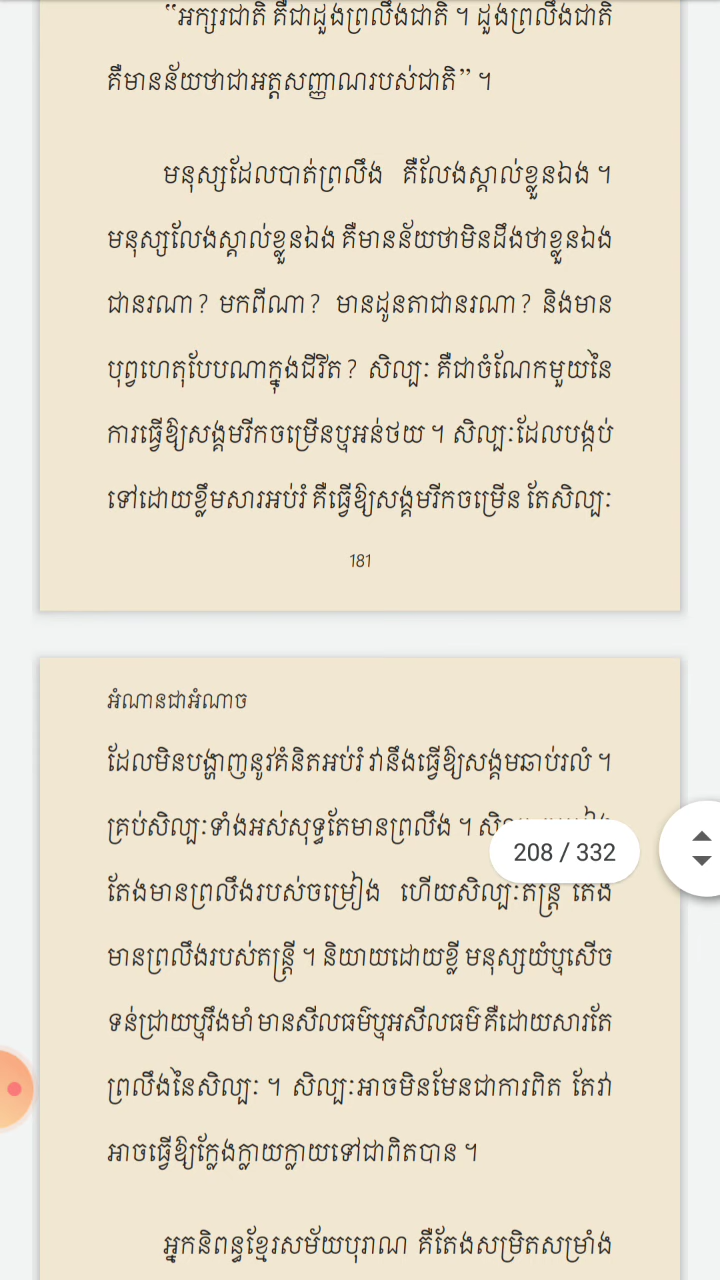 “អក្សរជាតិ គឺជាដួងព្រលឹងជាតិ ។ ដួងព្រលឹងជាតិ
គឺមានន័យថាជាអត្តសញ្ញាណរបស់ជាតិ” ។
មនុស្សដែលបាត់ព្រលឹង គឺលែងស្គាល់ខ្លួនឯង ។
មនុស្សលែងស្គាល់ខ្លួនឯង គឺមានន័យថាមិនដឹងថាខ្លួនឯង
ជានរណា ? មកពីណា ? មានដូនតាជានរណា ? និងមាន
បុព្វហេតុបែបណាក្នុងជីវិត ? សិល្បៈ គឺជាចំណែកមួយនៃ
ការធ្វើឱ្យសង្គមរីកចម្រើនឬអន់ថយ ។ សិល្បៈដែលបង្កប់
ទៅដោយខ្លឹមសារអប់រំ គឺធ្វើឱ្យសង្គមរីកចម្រើន តែសិល្បៈ
181
អំណានជាអំណាច
ដែលមិនបង្ហាញនូវគំនិតអប់រំ វានឹងធ្វើឱ្យសង្គមឆាប់រលំ ។
គ្រប់សិល្បៈទាំងអស់សុទ្ធតែមានព្រលឹង ។
208 / 332
តែងមានព្រលឹងរបស់ចម្រៀង ហើយសិល្បៈតន្ត្រី តែង
មានព្រលឹងរបស់តន្ត្រី ។ និយាយដោយខ្លី មនុស្សយំឬសើច
ទន់ជ្រាយឬរឹងមាំ មានសីលធម៌ឬអសីលធម៌ គឺដោយសារតែ
ព្រលឹងនៃសិល្បៈ ។ សិល្បៈអាចមិនមែនជាការពិត តែវា
អាចធ្វើឱ្យក្លែងក្លាយក្លាយទៅជាពិតបាន ។
អ្នកនិពន្ធខ្មែរសម័យបុរាណ គឺតែងសម្រិតសម្រាំង